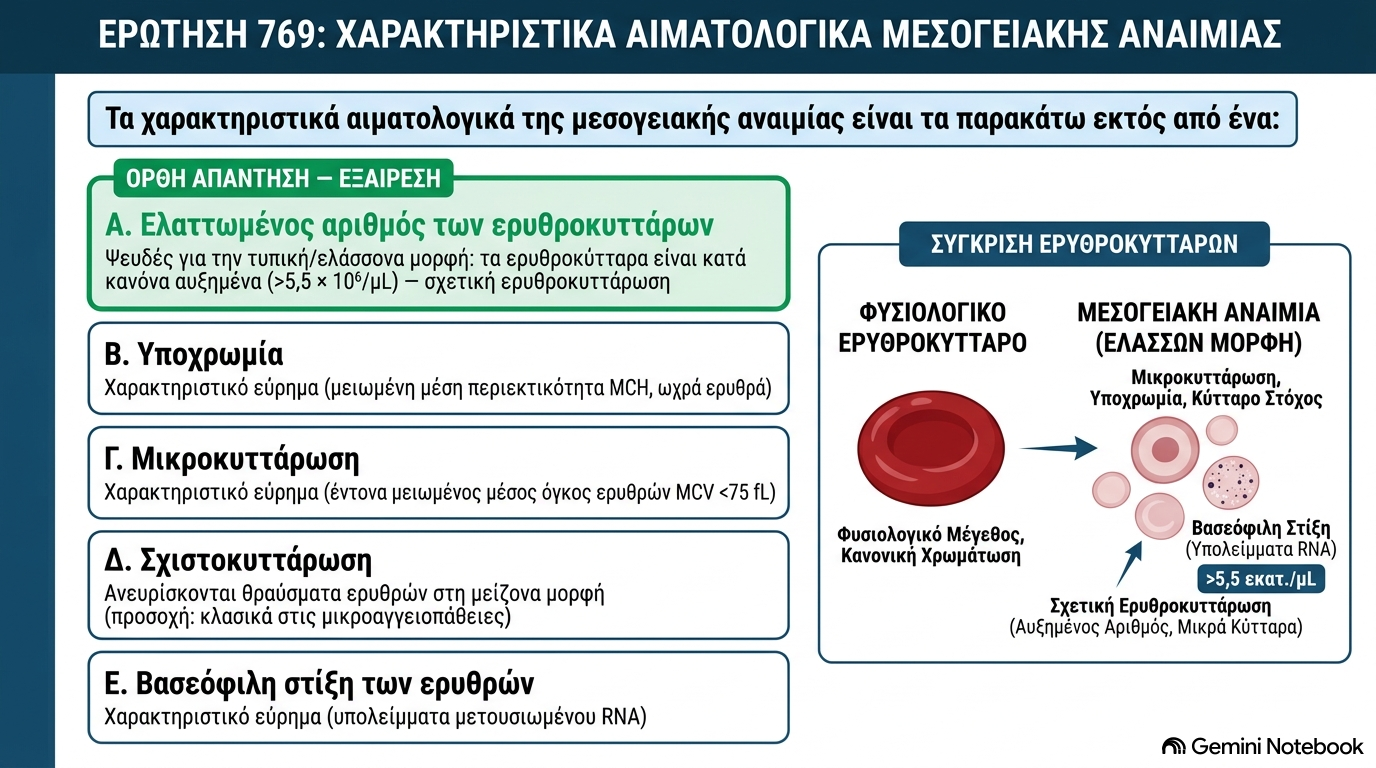 ΕΡΩΤΗΣΗ 769: ΧΑΡΑΚΤΗΡΙΣΤΙΚΑ ΑΙΜΑΤΟΛΟΓΙΚΑ ΜΕΣΟΓΕΙΑΚΗΣ ΑΝΑΙΜΙΑΣ
Τα χαρακτηριστικά αιματολογικά της μεσογειακής αναιμίας είναι τα παρακάτω εκτός από ένα:
ΟΡΘΗ ΑΠΑΝΤΗΣΗ — ΕΞΑΙΡΕΣΗ
Α. Ελαττωμένος αριθμός των ερυθροκυττάρων
Ψευδές για την τυπική/ελάσσονα μορφή: τα ερυθροκύτταρα είναι κατά
κανόνα αυξημένα (>5,5 × 10⁶/μL) — σχετική ερυθροκυττάρωση
Β. Υποχρωμία
Χαρακτηριστικό εύρημα (μειωμένη μέση περιεκτικότητα MCH, ωχρά ερυθρά)
Γ. Μικροκυττάρωση
Χαρακτηριστικό εύρημα (έντονα μειωμένος μέσος όγκος ερυθρών MCV <75 fL)
Δ. Σχιστοκυττάρωση
Ανευρίσκονται θραύσματα ερυθρών στη μείζονα μορφή
(προσοχή: κλασικά στις μικροαγγειοπάθειες)
Ε. Βασεόφιλη στίξη των ερυθρών
Χαρακτηριστικό εύρημα (υπολείμματα μετουσιωμένου RNA)
ΣΥΓΚΡΙΣΗ ΕΡΥΘΡΟΚΥΤΤΑΡΩΝ
ΦΥΣΙΟΛΟΓΙΚΟ
ΕΡΥΘΡΟΚΥΤΤΑΡΟ
Φυσιολογικό Μέγεθος,
Κανονική Χρωμάτωση
ΜΕΣΟΓΕΙΑΚΗ ΑΝΑΙΜΙΑ
(ΕΛΑΣΣΩΝ ΜΟΡΦΗ)
Μικροκυττάρωση,
Υποχρωμία, Κύτταρο Στόχος
Βασεόφιλη Στίξη
(Υπολείμματα RNA)
>5,5 εκατ./μL
Σχετική Ερυθροκυττάρωση
(Αυξημένος Αριθμός, Μικρά Κύτταρα)
Gemini Notebook